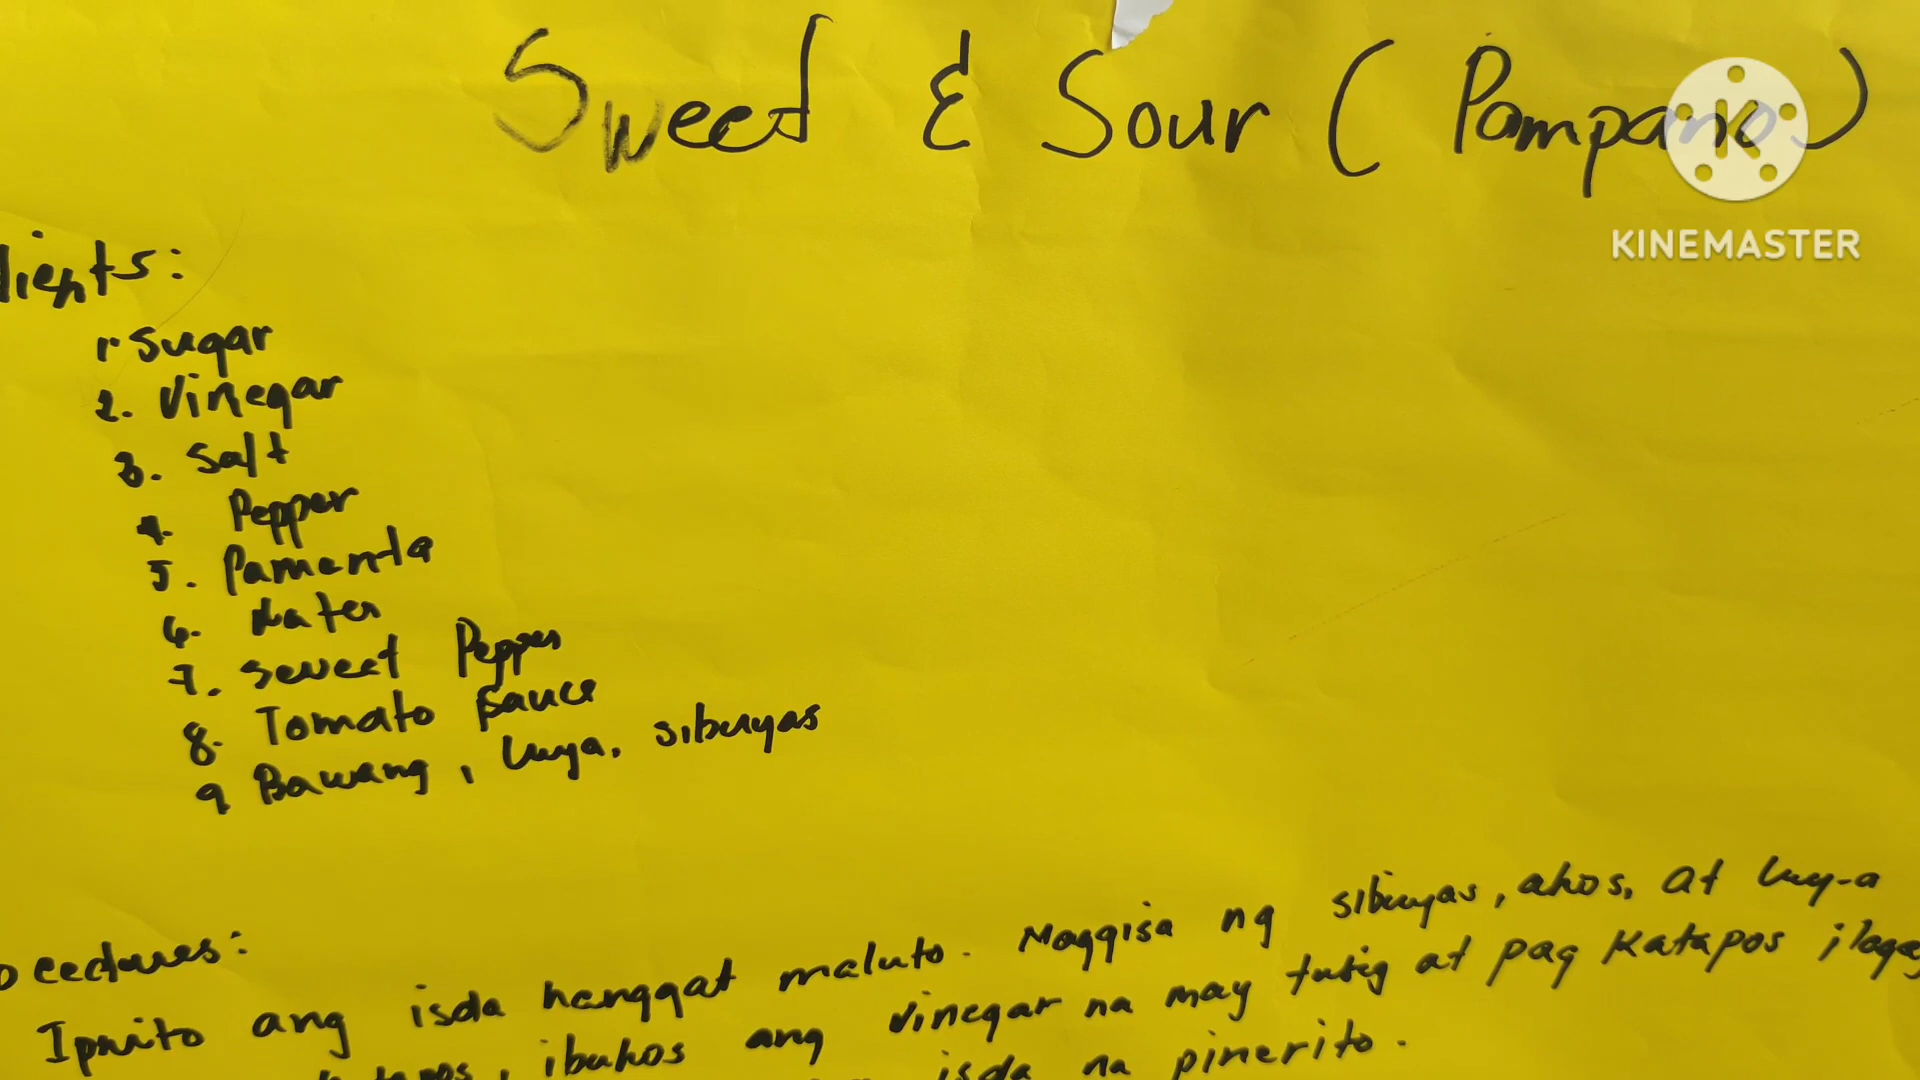 Sweet & Sour (Pampano)
KINEMASTER
dients:
1. Sugar
2. Vinegar
3. Salt
4. Pepper
5. Pamenta
6. Water
7. Sweet Pepper
8. Tomato Sauce
9 Bawang, luya, sibuyas
ocedures:
Iprito ang isda hanggat maluto. Maggisa ng sibuyas, ahos, at luy-a
ibuhos ang vinegar na may tubig at pag katapos ilagay
isda na pinerito.